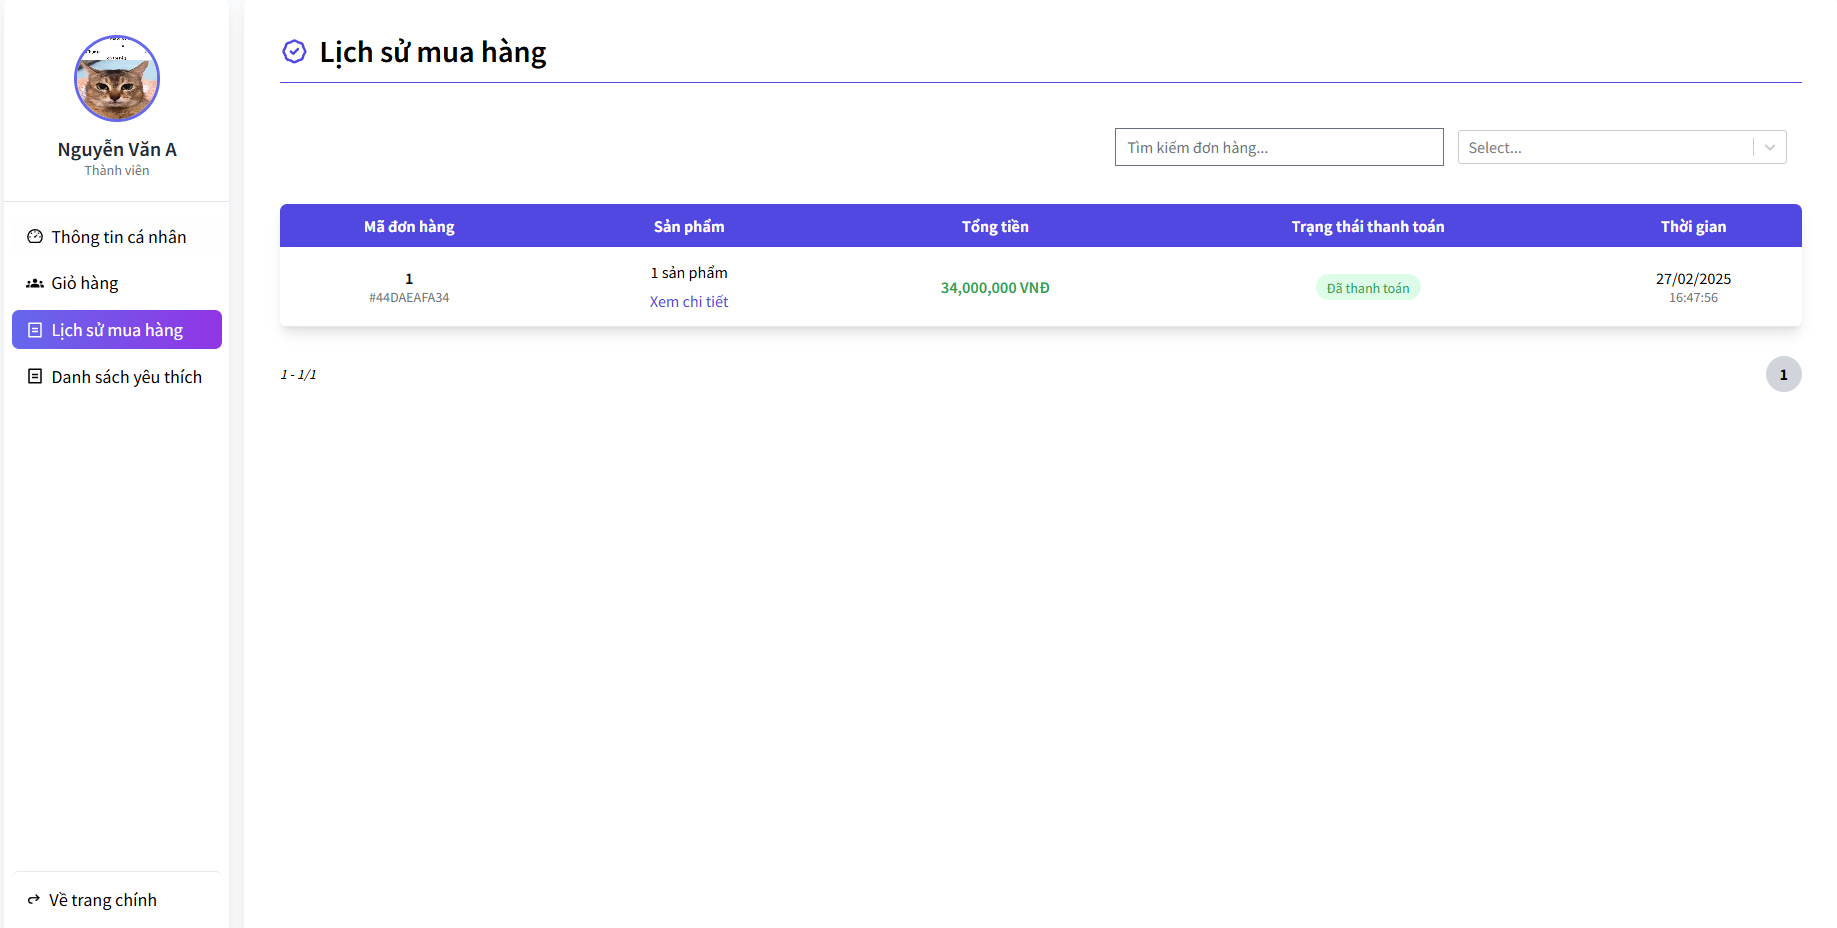 Nguyễn Văn A
Thành viên
Thông tin cá nhân
Giỏ hàng
Lịch sử mua hàng
Danh sách yêu thích
Về trang chính
Lịch sử mua hàng
Tìm kiếm đơn hàng...
Select...
Mã đơn hàng Sản phẩm Tổng tiền Trạng thái thanh toán Thời gian
1
#44DAEAFA34
1 sản phẩm
Xem chi tiết
34,000,000 VNĐ
Đã thanh toán
27/02/2025
16:47:56
1 - 1/1
1